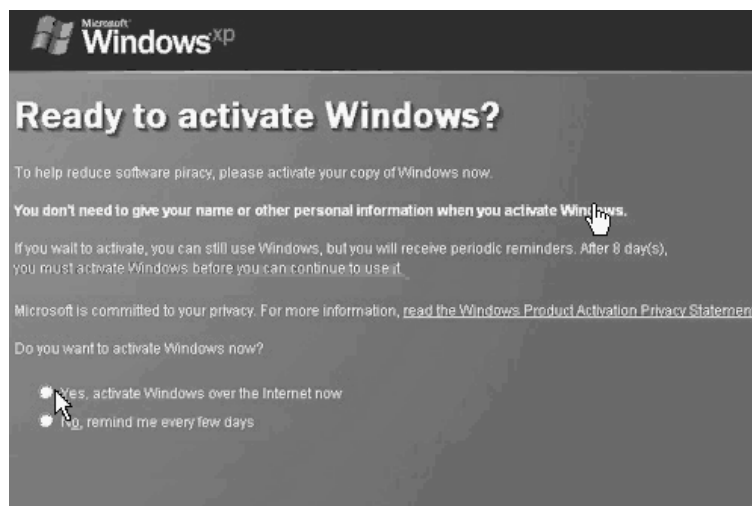 Microsoft
Windows xp
Ready to activate Windows?
To help reduce software piracy, please activate your copy of Windows now.
You don't need to give your name or other personal information when you activate Windows.
If you wait to activate, you can still use Windows, but you will receive periodic reminders. After 8 day(s),
you must activate Windows before you can continue to use it.
Microsoft is committed to your privacy. For more information, read the Windows Product Activation Privacy Statemen
Do you want to activate Windows now?
Yes, activate Windows over the Internet now
No, remind me every few days